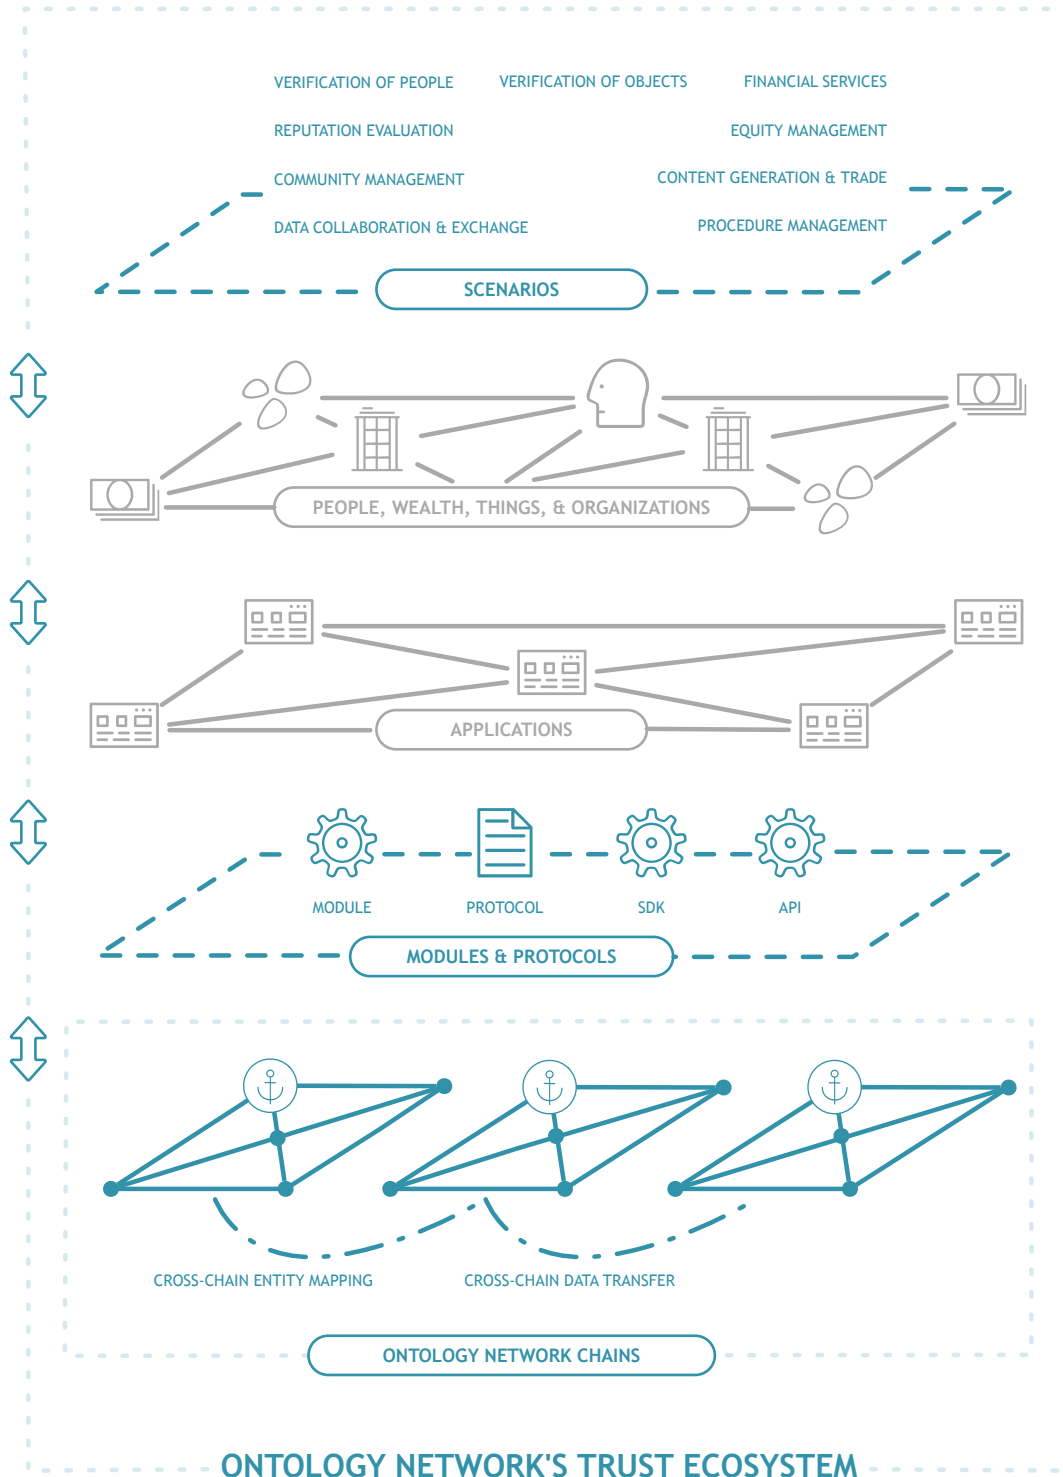 VERIFICATION OF PEOPLE
VERIFICATION OF OBJECTS
FINANCIAL SERVICES
REPUTATION EVALUATION
EQUITY MANAGEMENT
COMMUNITY MANAGEMENT
CONTENT GENERATION & TRADE
DATA COLLABORATION & EXCHANGE
PROCEDURE MANAGEMENT
SCENARIOS
PEOPLE, WEALTH, THINGS, & ORGANIZATIONS
APPLICATIONS
MODULE
PROTOCOL
SDK
API
MODULES & PROTOCOLS
CROSS-CHAIN ENTITY MAPPING
CROSS-CHAIN DATA TRANSFER
ONTOLOGY NETWORK CHAINS
ONTOLOGY NETWORK'S TRUST ECOSYSTEM